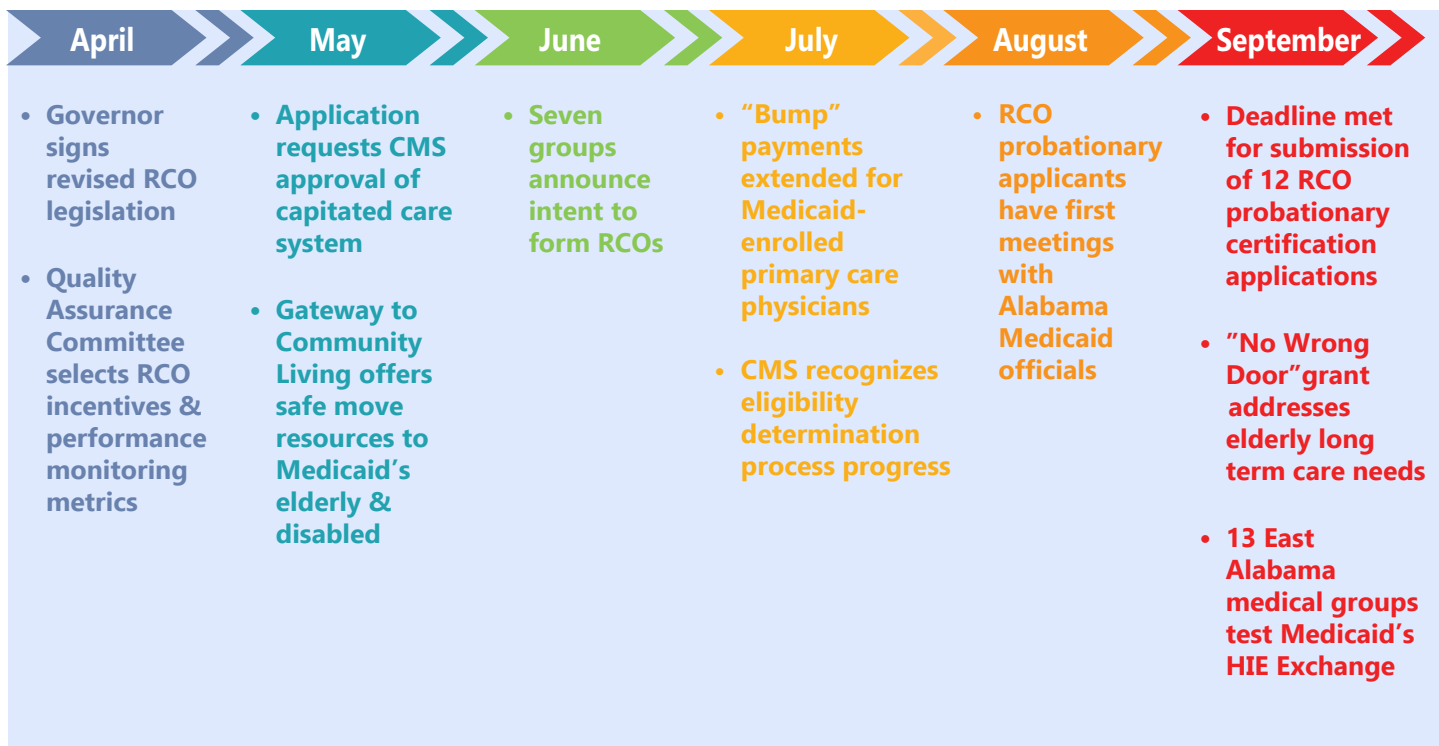 April
May
June
July
August
September
• Governor
signs
revised RCO
legislation
• Quality
Assurance
Committee
selects RCO
incentives &
performance
monitoring
metrics
• Application
requests CMS
approval of
capitated care
system
• Gateway to
Community
Living offers
safe move
resources to
Medicaid’s
elderly &
disabled
• Seven
groups
announce
intent to
form RCOs
• “Bump”
payments
extended for
Medicaid-
enrolled
primary care
physicians
• CMS recognizes
eligibility
determination
process progress
• RCO
probationary
applicants
have first
meetings
with
Alabama
Medicaid
officials
• Deadline met
for submission
of 12 RCO
probationary
certification
applications
• ”No Wrong
Door”grant
addresses
elderly long
term care needs
• 13 East
Alabama
medical groups
test Medicaid’s
HIE Exchange